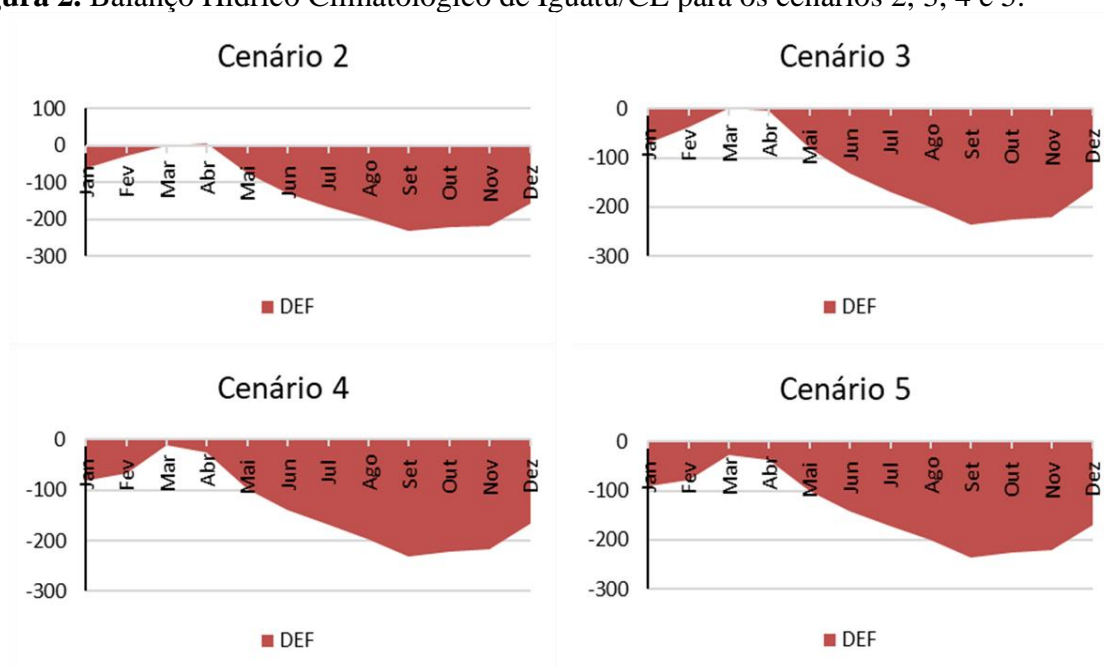 gura 2. Balanço Hídrico Climatológico de Iguatu/CE para os cenários 2, 3, 4 e 5.
Cenário 2
100
0
-100
-200
-300
Jan Fev Mar Abr Mai Jun Jul Ago Set Out Nov Dez
DEF
Cenário 3
0
-100
-200
-300
Jan Fev Mar Abr Mai Jun Jul Ago Set Out Nov Dez
DEF
Cenário 4
0
-100
-200
-300
Jan Fev Mar Abr Mai Jun Jul Ago Set Out Nov Dez
DEF
Cenário 5
0
-100
-200
-300
Jan Fev Mar Abr Mai Jun Jul Ago Set Out Nov Dez
DEF